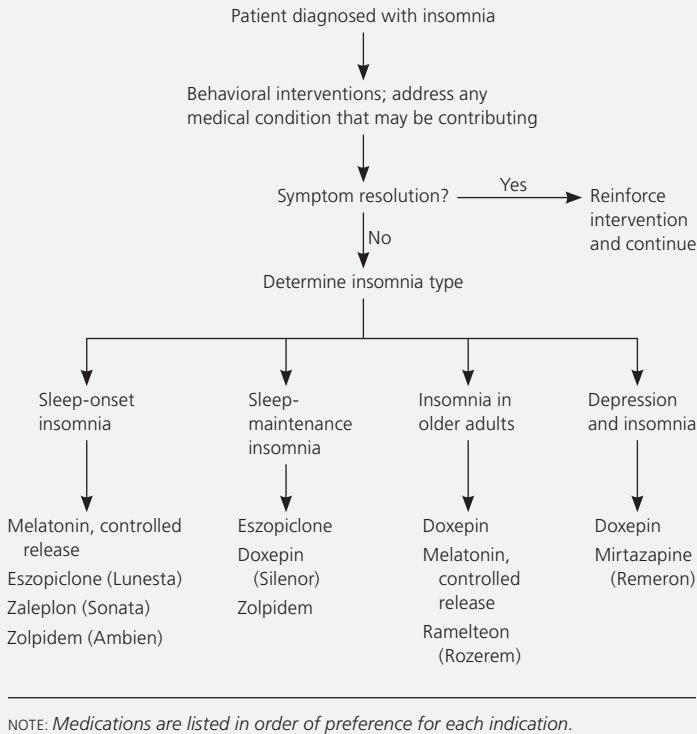 Patient diagnosed with insomnia
Behavioral interventions; address any
medical condition that may be contributing
Symptom resolution?
Yes
Reinforce
intervention
and continue
No
Determine insomnia type
Sleep-onset
insomnia
Sleep-
maintenance
insomnia
Insomnia in
older adults
Depression
and insomnia
Melatonin, controlled
release
Eszopiclone (Lunesta)
Zaleplon (Sonata)
Zolpidem (Ambien)
Eszopiclone
Doxepin
(Silenor)
Zolpidem
Doxepin
Melatonin,
controlled
release
Ramelteon
(Rozerem)
Doxepin
Mirtazapine
(Remeron)
NOTE: Medications are listed in order of preference for each indication.